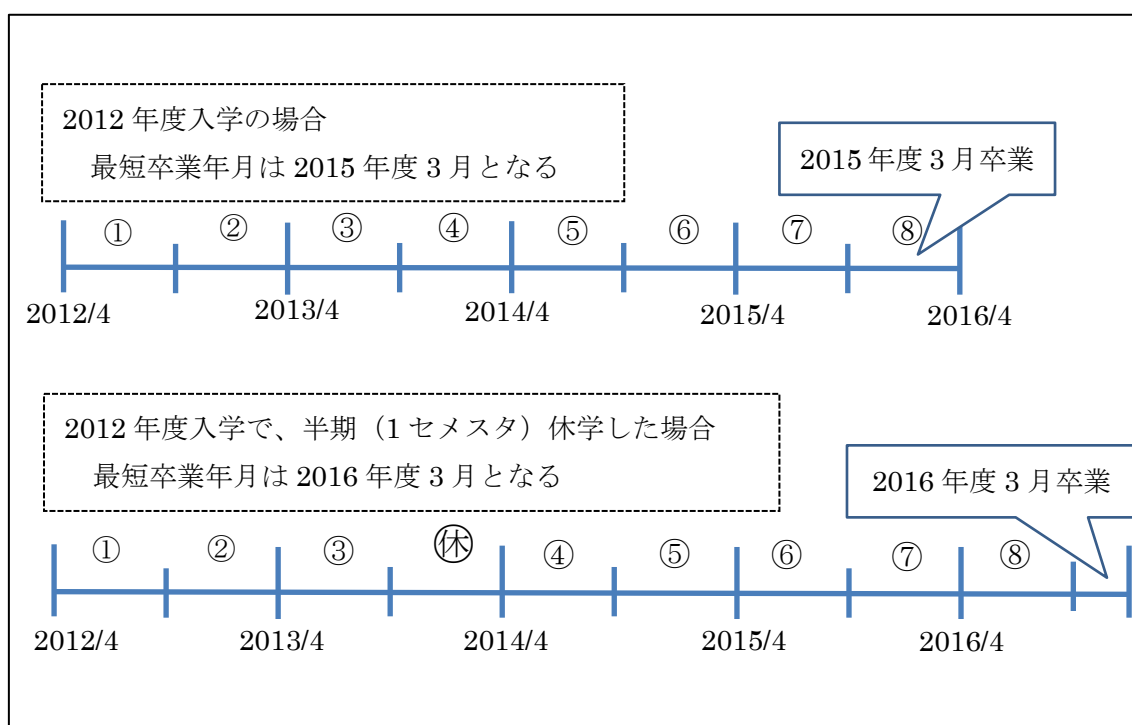 2012 年度入学の場合
最短卒業年月は 2015 年度 3 月となる
2015 年度 3 月卒業
① ② ③ ④ ⑤ ⑥ ⑦ ⑧
2012/4 2013/4 2014/4 2015/4 2016/4
2012 年度入学で、半期（1 セメスタ）休学した場合
最短卒業年月は 2016 年度 3 月となる
2016 年度 3 月卒業
① ② ③ ㊡ ④ ⑤ ⑥ ⑦ ⑧
2012/4 2013/4 2014/4 2015/4 2016/4